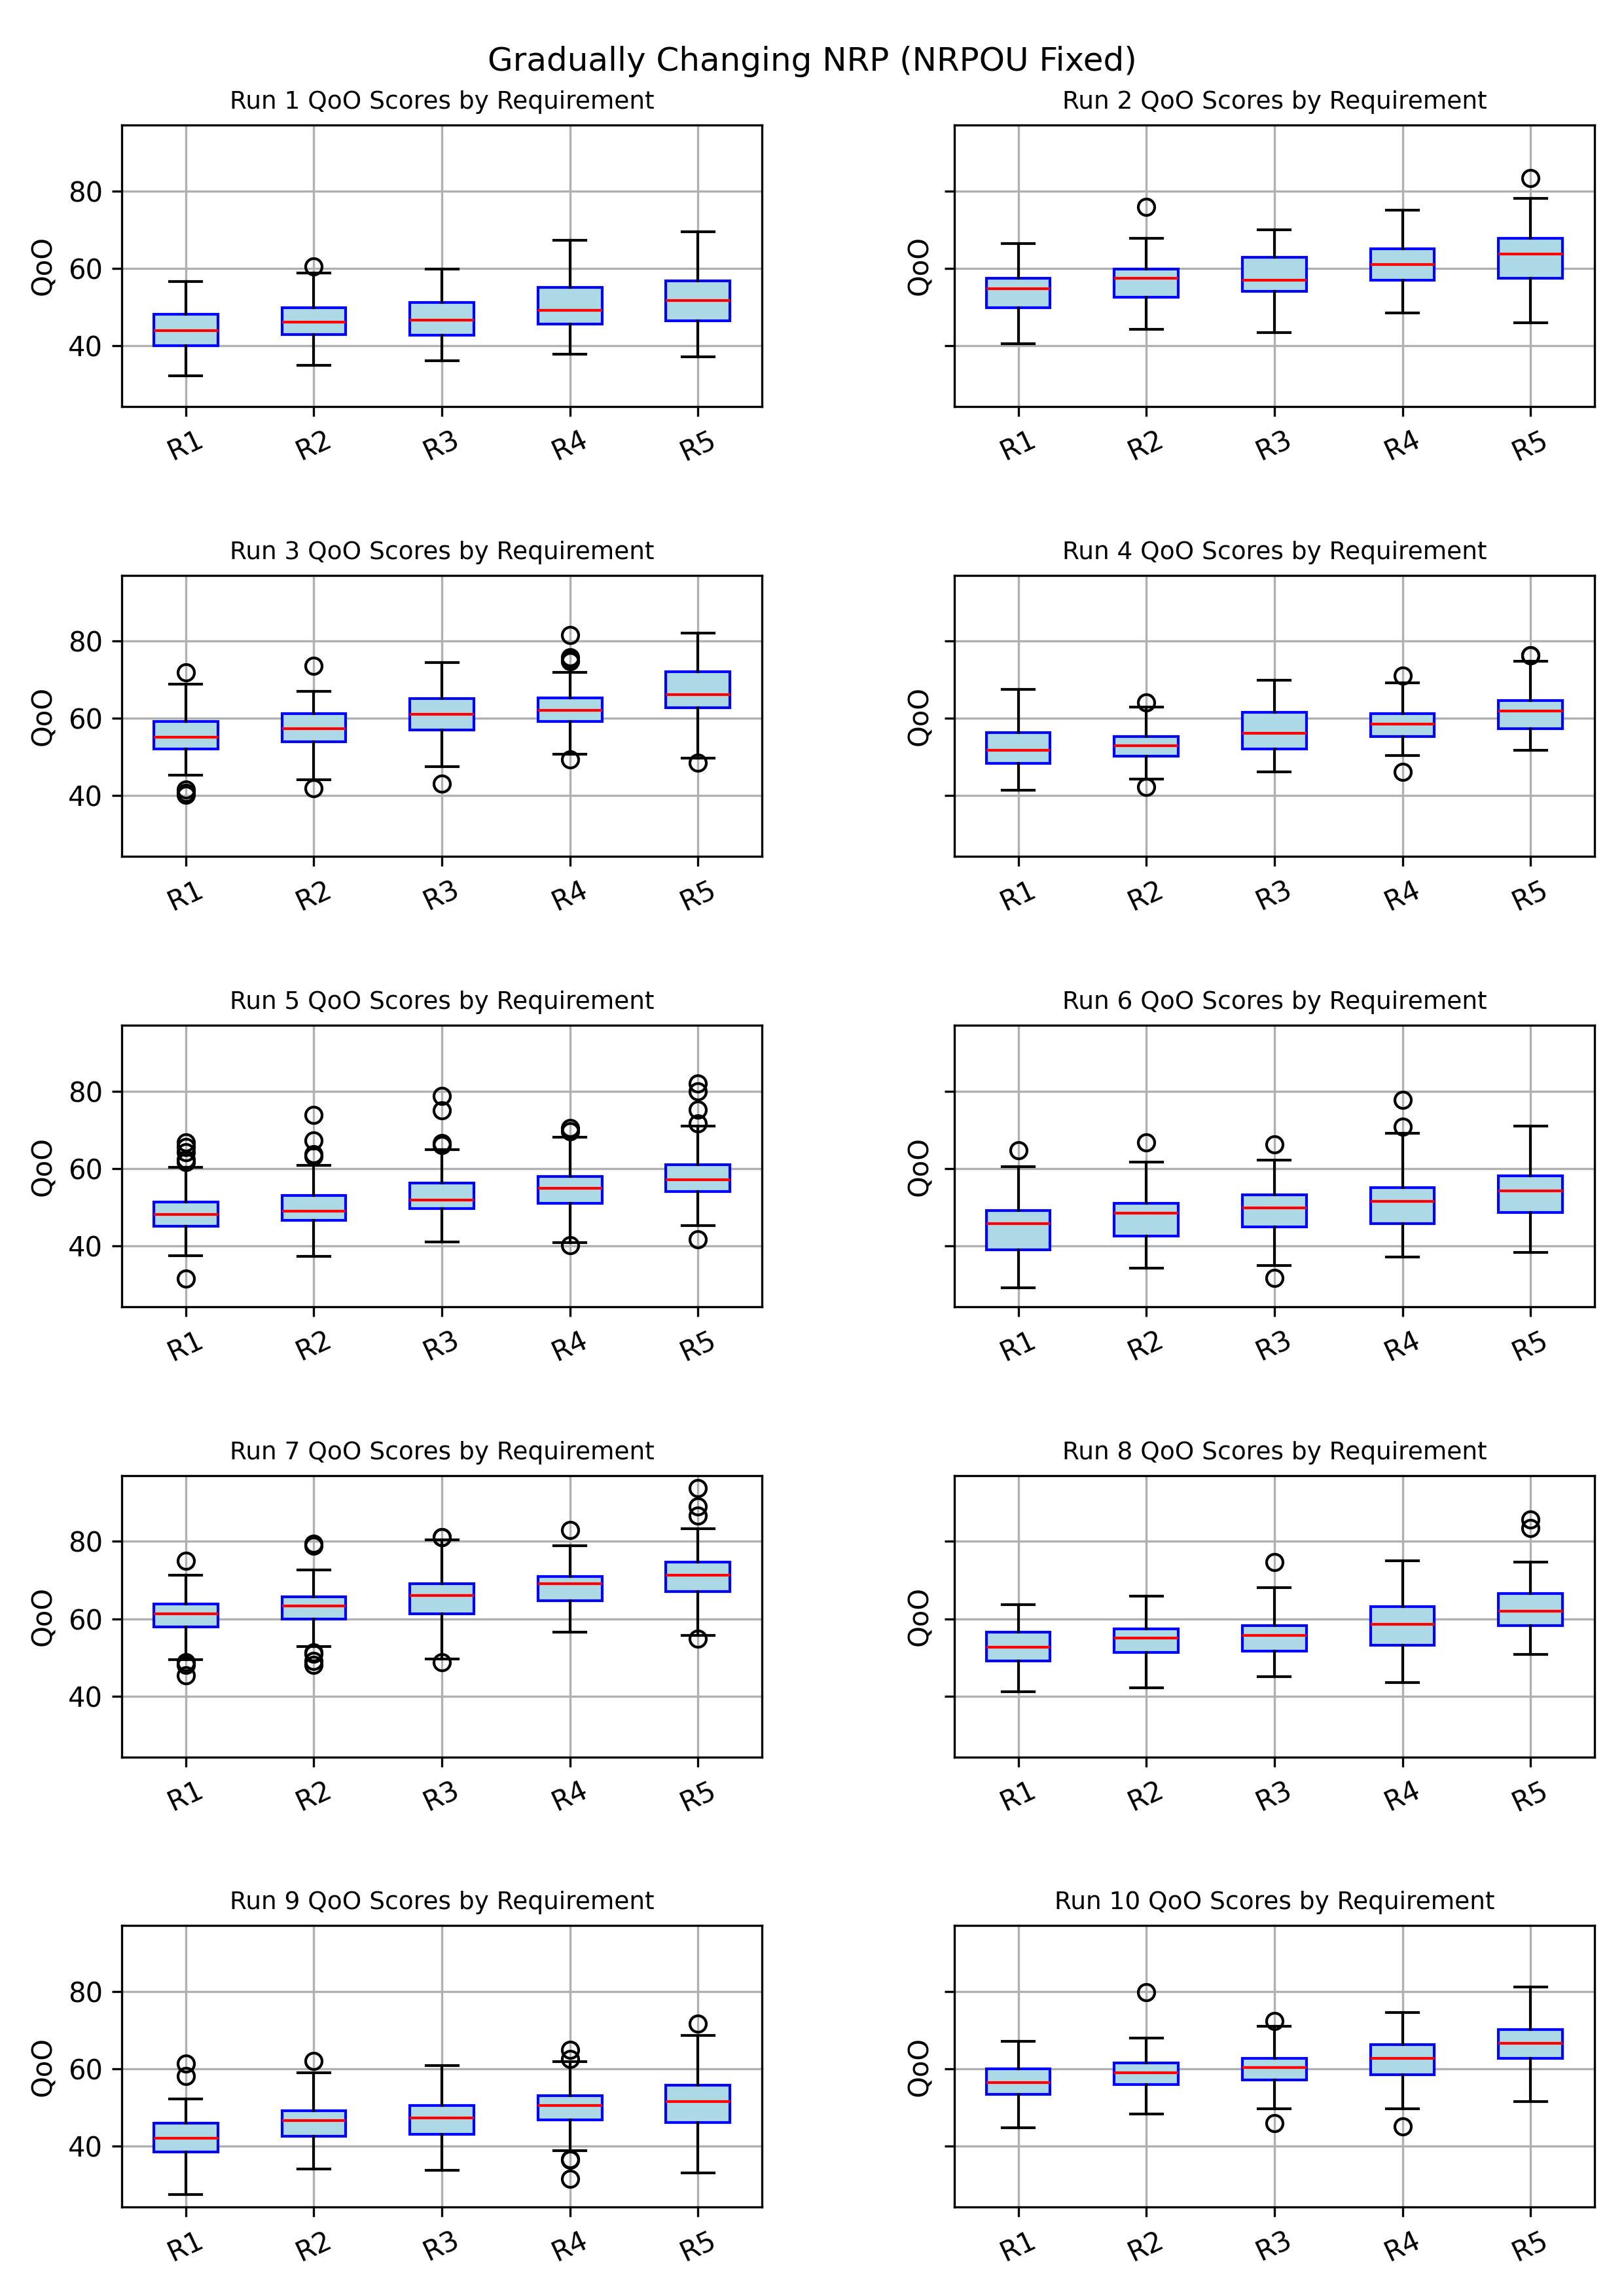 Gradually Changing NRP (NRPOU Fixed)
Run 1 QoO Scores by Requirement
QoO
80
60
40
R1 R2 R3 R4 R5
Run 2 QoO Scores by Requirement
QoO
R1 R2 R3 R4 R5
Run 3 QoO Scores by Requirement
QoO
80
60
40
R1 R2 R3 R4 R5
Run 4 QoO Scores by Requirement
QoO
R1 R2 R3 R4 R5
Run 5 QoO Scores by Requirement
QoO
80
60
40
R1 R2 R3 R4 R5
Run 6 QoO Scores by Requirement
QoO
R1 R2 R3 R4 R5
Run 7 QoO Scores by Requirement
QoO
80
60
40
R1 R2 R3 R4 R5
Run 8 QoO Scores by Requirement
QoO
R1 R2 R3 R4 R5
Run 9 QoO Scores by Requirement
QoO
80
60
40
R1 R2 R3 R4 R5
Run 10 QoO Scores by Requirement
QoO
R1 R2 R3 R4 R5